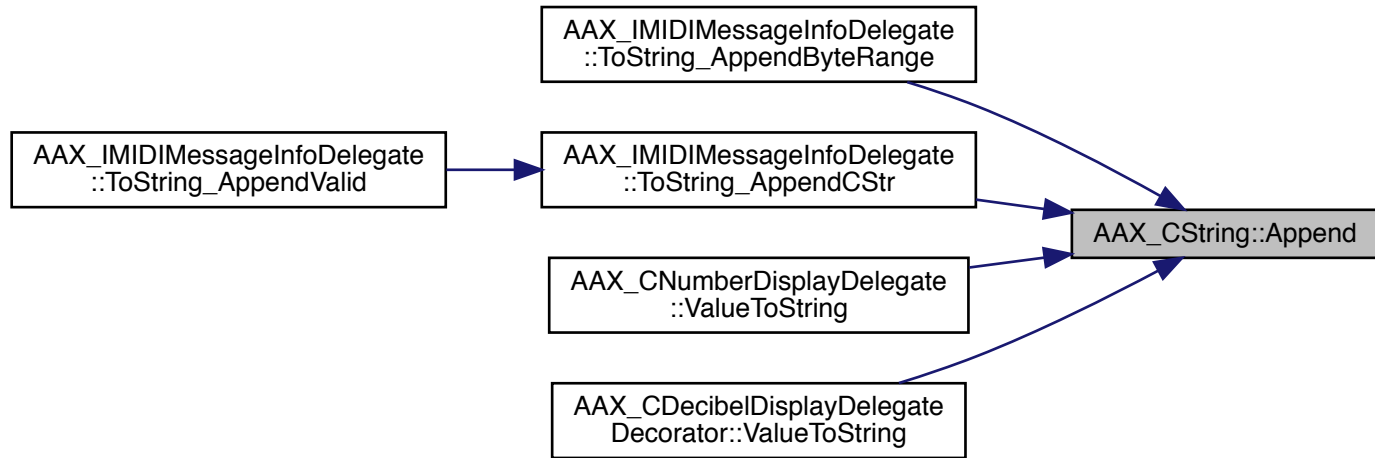 AAX_IMIDIMessageInfoDelegate
::ToString_AppendByteRange
AAX_IMIDIMessageInfoDelegate
::ToString_AppendValid
AAX_IMIDIMessageInfoDelegate
::ToString_AppendCStr
AAX_CString::Append
AAX_CNumberDisplayDelegate
::ValueToString
AAX_CDecibelDisplayDelegate
Decorator::ValueToString